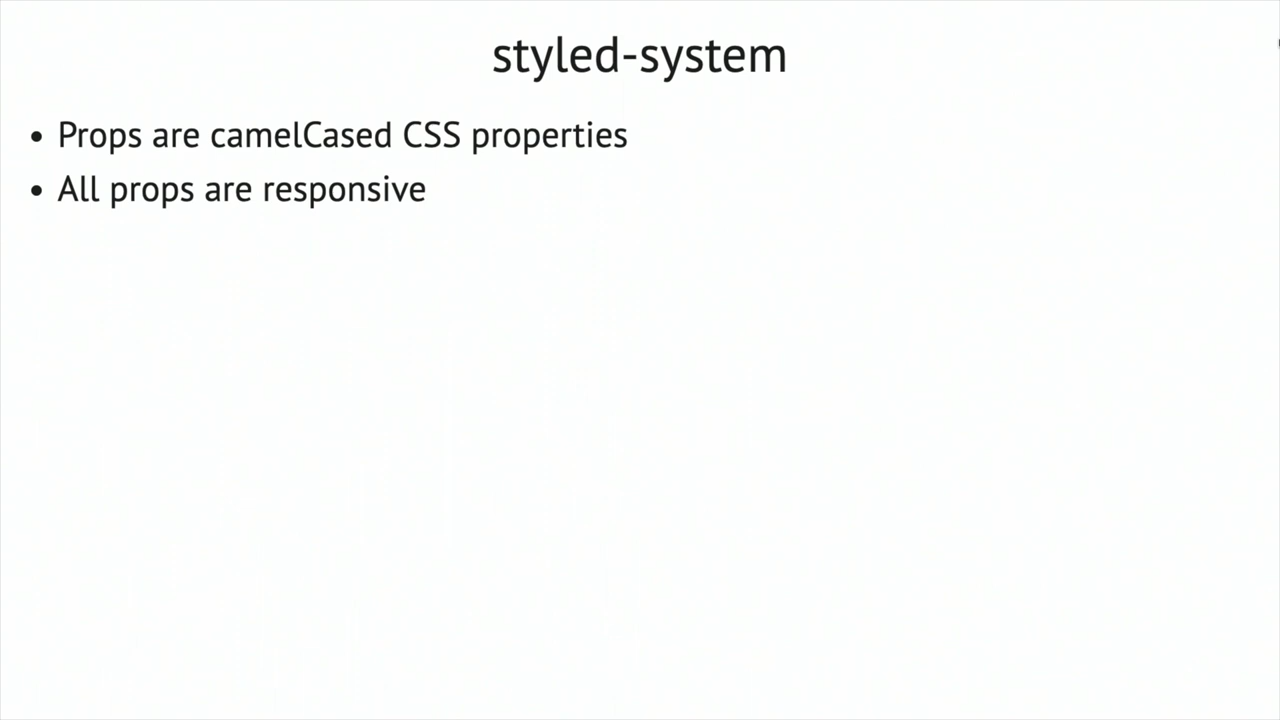 styled-system
• Props are camelCased CSS properties
• All props are responsive